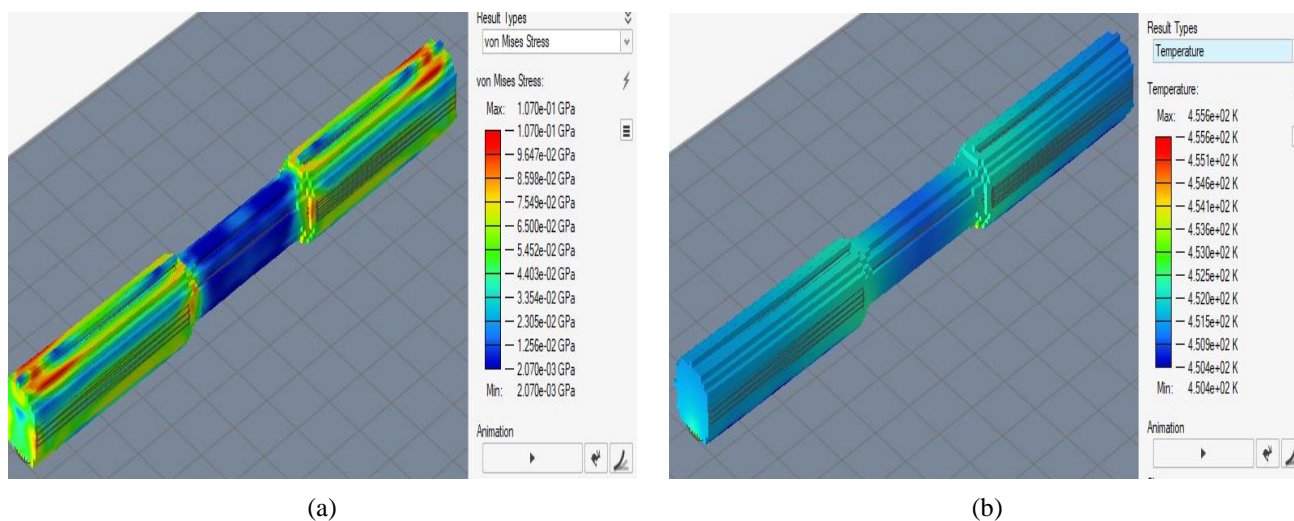 Result Types
von Mises Stress
von Mises Stress:
Max: 1.070e-01 GPa
1.070e-01 GPa
9.647e-02 GPa
8.598e-02 GPa
7.549e-02 GPa
6.500e-02 GPa
5.452e-02 GPa
4.403e-02 GPa
3.354e-02 GPa
2.305e-02 GPa
1.256e-02 GPa
2.070e-03 GPa
Min: 2.070e-03 GPa
Animation
(a)
Result Types
Temperature
Temperature:
Max: 4.556e+02 K
4.556e+02 K
4.551e+02 K
4.546e+02 K
4.541e+02 K
4.536e+02 K
4.530e+02 K
4.525e+02 K
4.520e+02 K
4.515e+02 K
4.509e+02 K
4.504e+02 K
Min: 4.504e+02 K
Animation
(b)